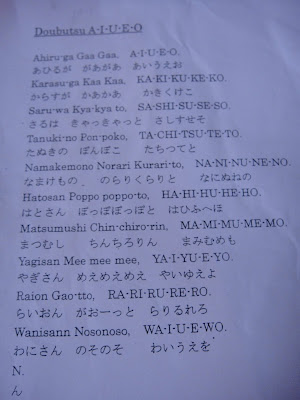 Doubutsu A-I-U-E-O
Ahiru-ga Gaa Gaa, A-I-U-E-O.
あひるが があがあ あいうえお
Karasu-ga Kaa Kaa, KA-KI-KU-KE-KO.
からすが かあかあ かきくけこ
Saru-wa Kya-kya to, SA-SHI-SU-SE-SO.
さるは きゃっきゃっと さしすせそ
Tanuki-no Pon-poko, TA-CHI-TSU-TE-TO.
たぬきの ぽんぽこ たちつてと
Namakemono Norari Kurari-to, NA-NI-NU-NE-NO.
なまけもの のらりくらりと なにぬねの
Hatosan Poppo poppo-to, HA-HI-HU-HE-HO.
はとさん ぽっぽぽっぽと はひふへほ
Matsumushi Chin-chiro-rin, MA-MI-MU-ME-MO.
まつむし ちんちろりん まみむめも
Yagisan Mee mee mee, YA-I-YU-E-YO.
やぎさん めえめえめえ やいゆえよ
Raion Gao-tto, RA-RI-RU-RE-RO.
らいおん がおーっと らりるれろ
Wanisann Nosonoso, WA-I-U-E-WO.
わにさん のそのそ わいうえを
N.
ん